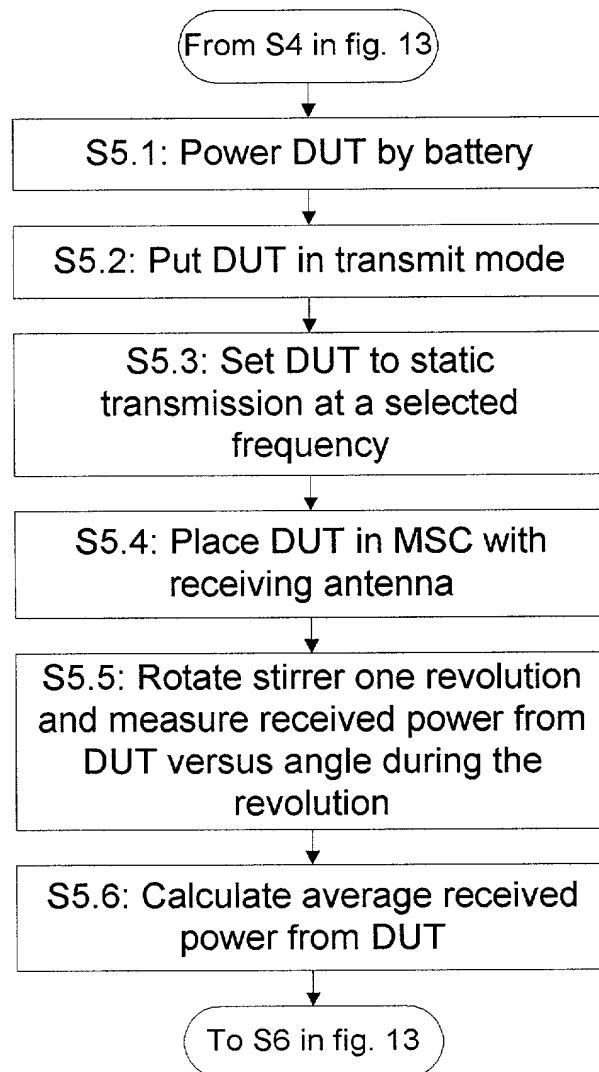 From S4 in fig. 13
S5.1: Power DUT by battery
S5.2: Put DUT in transmit mode
S5.3: Set DUT to static
transmission at a selected
frequency
S5.4: Place DUT in MSC with
receiving antenna
S5.5: Rotate stirrer one revolution
and measure received power from
DUT versus angle during the
revolution
S5.6: Calculate average received
power from DUT
To S6 in fig. 13